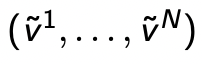 (ṽ¹, . . . , ṽᴺ)